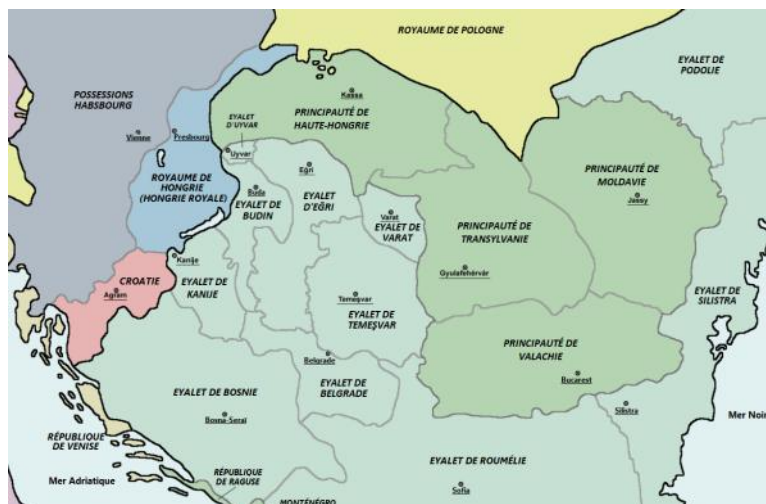 ROYAUME DE POLOGNE
EYALET DE
PODOLIE
POSSESSIONS
HABSBOURG
Kassa
PRINCIPAUTÉ DE
HAUTE-HONGRIE
EYALET
D'UYVAR
Vienne
Presbourg
Uyvar
ROYAUME DE
HONGRIE
(HONGRIE ROYALE)
Eğri
EYALET
D'EĞRI
Buda
EYALET DE
BUDIN
Varat
EYALET DE
VARAT
PRINCIPAUTÉ DE
MOLDAVIE
Jassy
PRINCIPAUTÉ DE
TRANSYLVANIE
Gyulafehérvár
Kanije
EYALET DE
KANIJE
CROATIE
Agram
Temeşvar
EYALET DE
TEMEŞVAR
EYALET DE
SILISTRA
PRINCIPAUTÉ DE
VALACHIE
Bucarest
Belgrade
EYALET DE
BELGRADE
EYALET DE BOSNIE
Bosna-Seraï
Silistra
Mer Noir
RÉPUBLIQUE
DE VENISE
Mer Adriatique
RÉPUBLIQUE
DE RAGUSE
EYALET DE ROUMÉLIE
Sofia
MONTÉNÉGRO